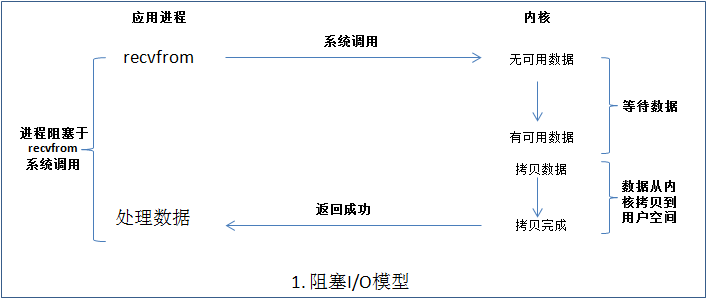 应用进程
内核
recvfrom
系统调用
无可用数据
等待数据
有可用数据
进程阻塞于
recvfrom
系统调用
拷贝数据
数据从内
核拷贝到
用户空间
处理数据
返回成功
拷贝完成
1. 阻塞I/O模型